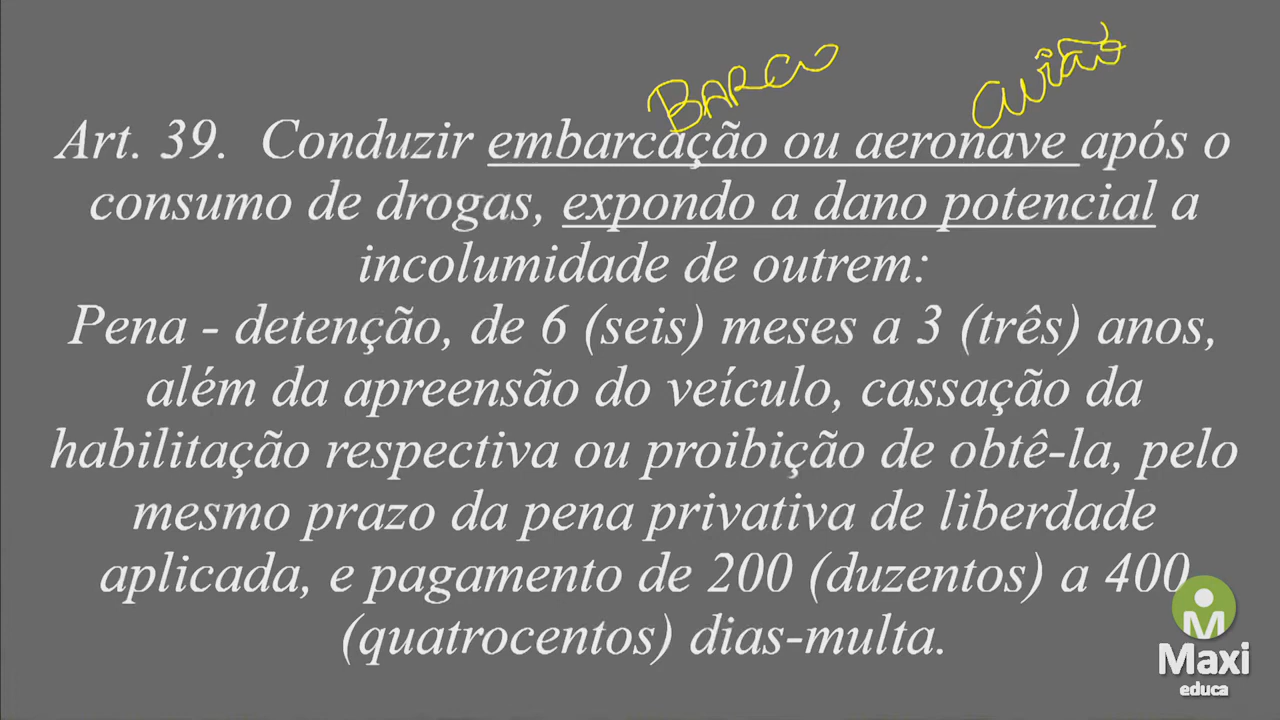 BARCO avião
Art. 39. Conduzir embarcação ou aeronave após o
consumo de drogas, expondo a dano potencial a
incolumidade de outrem:
Pena - detenção, de 6 (seis) meses a 3 (três) anos,
além da apreensão do veículo, cassação da
habilitação respectiva ou proibição de obtê-la, pelo
mesmo prazo da pena privativa de liberdade
aplicada, e pagamento de 200 (duzentos) a 400
(quatrocentos) dias-multa.
M
Maxi
educa